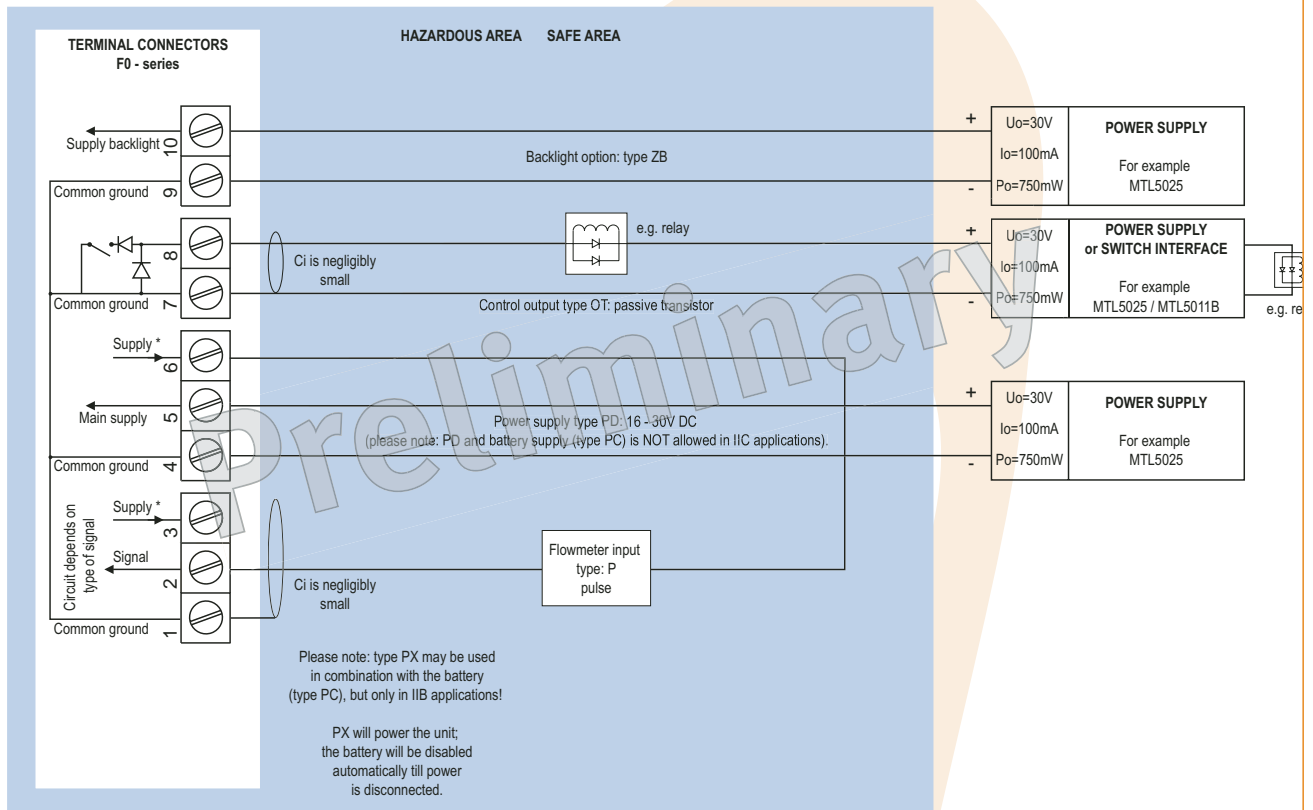 TERMINAL CONNECTORS
F0 - series
HAZARDOUS AREA
SAFE AREA
10
Supply backlight
9
Common ground
8
7
Common ground
Supply *
6
Main supply
5
4
Common ground
Supply *
3
Signal
2
Circuit depends on
type of signal
1
Common ground
Backlight option: type ZB
e.g. relay
Ci is negligibly
small
Control output type OT: passive transistor
Power supply type PD: 16 - 30V DC
(please note: PD and battery supply (type PC) is NOT allowed in IIC applications).
Flowmeter input
type: P
pulse
Ci is negligibly
small
Please note: type PX may be used
in combination with the battery
(type PC), but only in IIB applications!
PX will power the unit;
the battery will be disabled
automatically till power
is disconnected.
+
-
Uo=30V
Io=100mA
Po=750mW
POWER SUPPLY
For example
MTL5025
+
-
Uo=30V
Io=100mA
Po=750mW
POWER SUPPLY
or SWITCH INTERFACE
For example
MTL5025 / MTL5011B
e.g. re
+
-
Uo=30V
Io=100mA
Po=750mW
POWER SUPPLY
For example
MTL5025
Preliminary